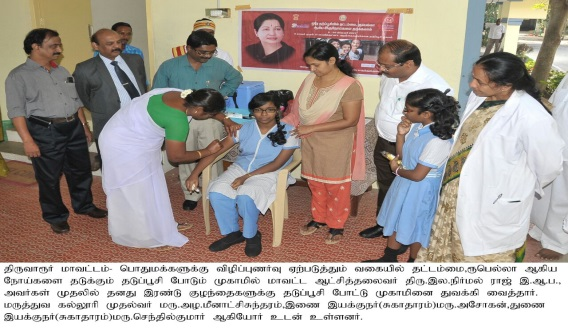 திருவாரூர் மாவட்டம்- பொதுமக்களுக்கு விழிப்புணர்வு ஏற்படுத்தும் வகையில் தட்டம்மை,ரூபெல்லா ஆகிய
நோய்களை தடுக்கும் தடுப்பூசி போடும் முகாமில் மாவட்ட ஆட்சித்தலைவர் திரு.இல.நிர்மல் ராஜ் இ.ஆ.ப.,
அவர்கள் முதலில் தனது இரண்டு குழந்தைகளுக்கு தடுப்பூசி போட்டு முகாமினை துவக்கி வைத்தார்.
மருத்துவ கல்லூரி முதல்வர் மரு.அழ.மீனாட்சிசுந்தரம்,இணை இயக்குநர்(சுகாதாரம்)மரு.அசோகன்,துணை
இயக்குநர்(சுகாதாரம்)மரு.செந்தில்குமார் ஆகியோர் உடன் உள்ளனர்.